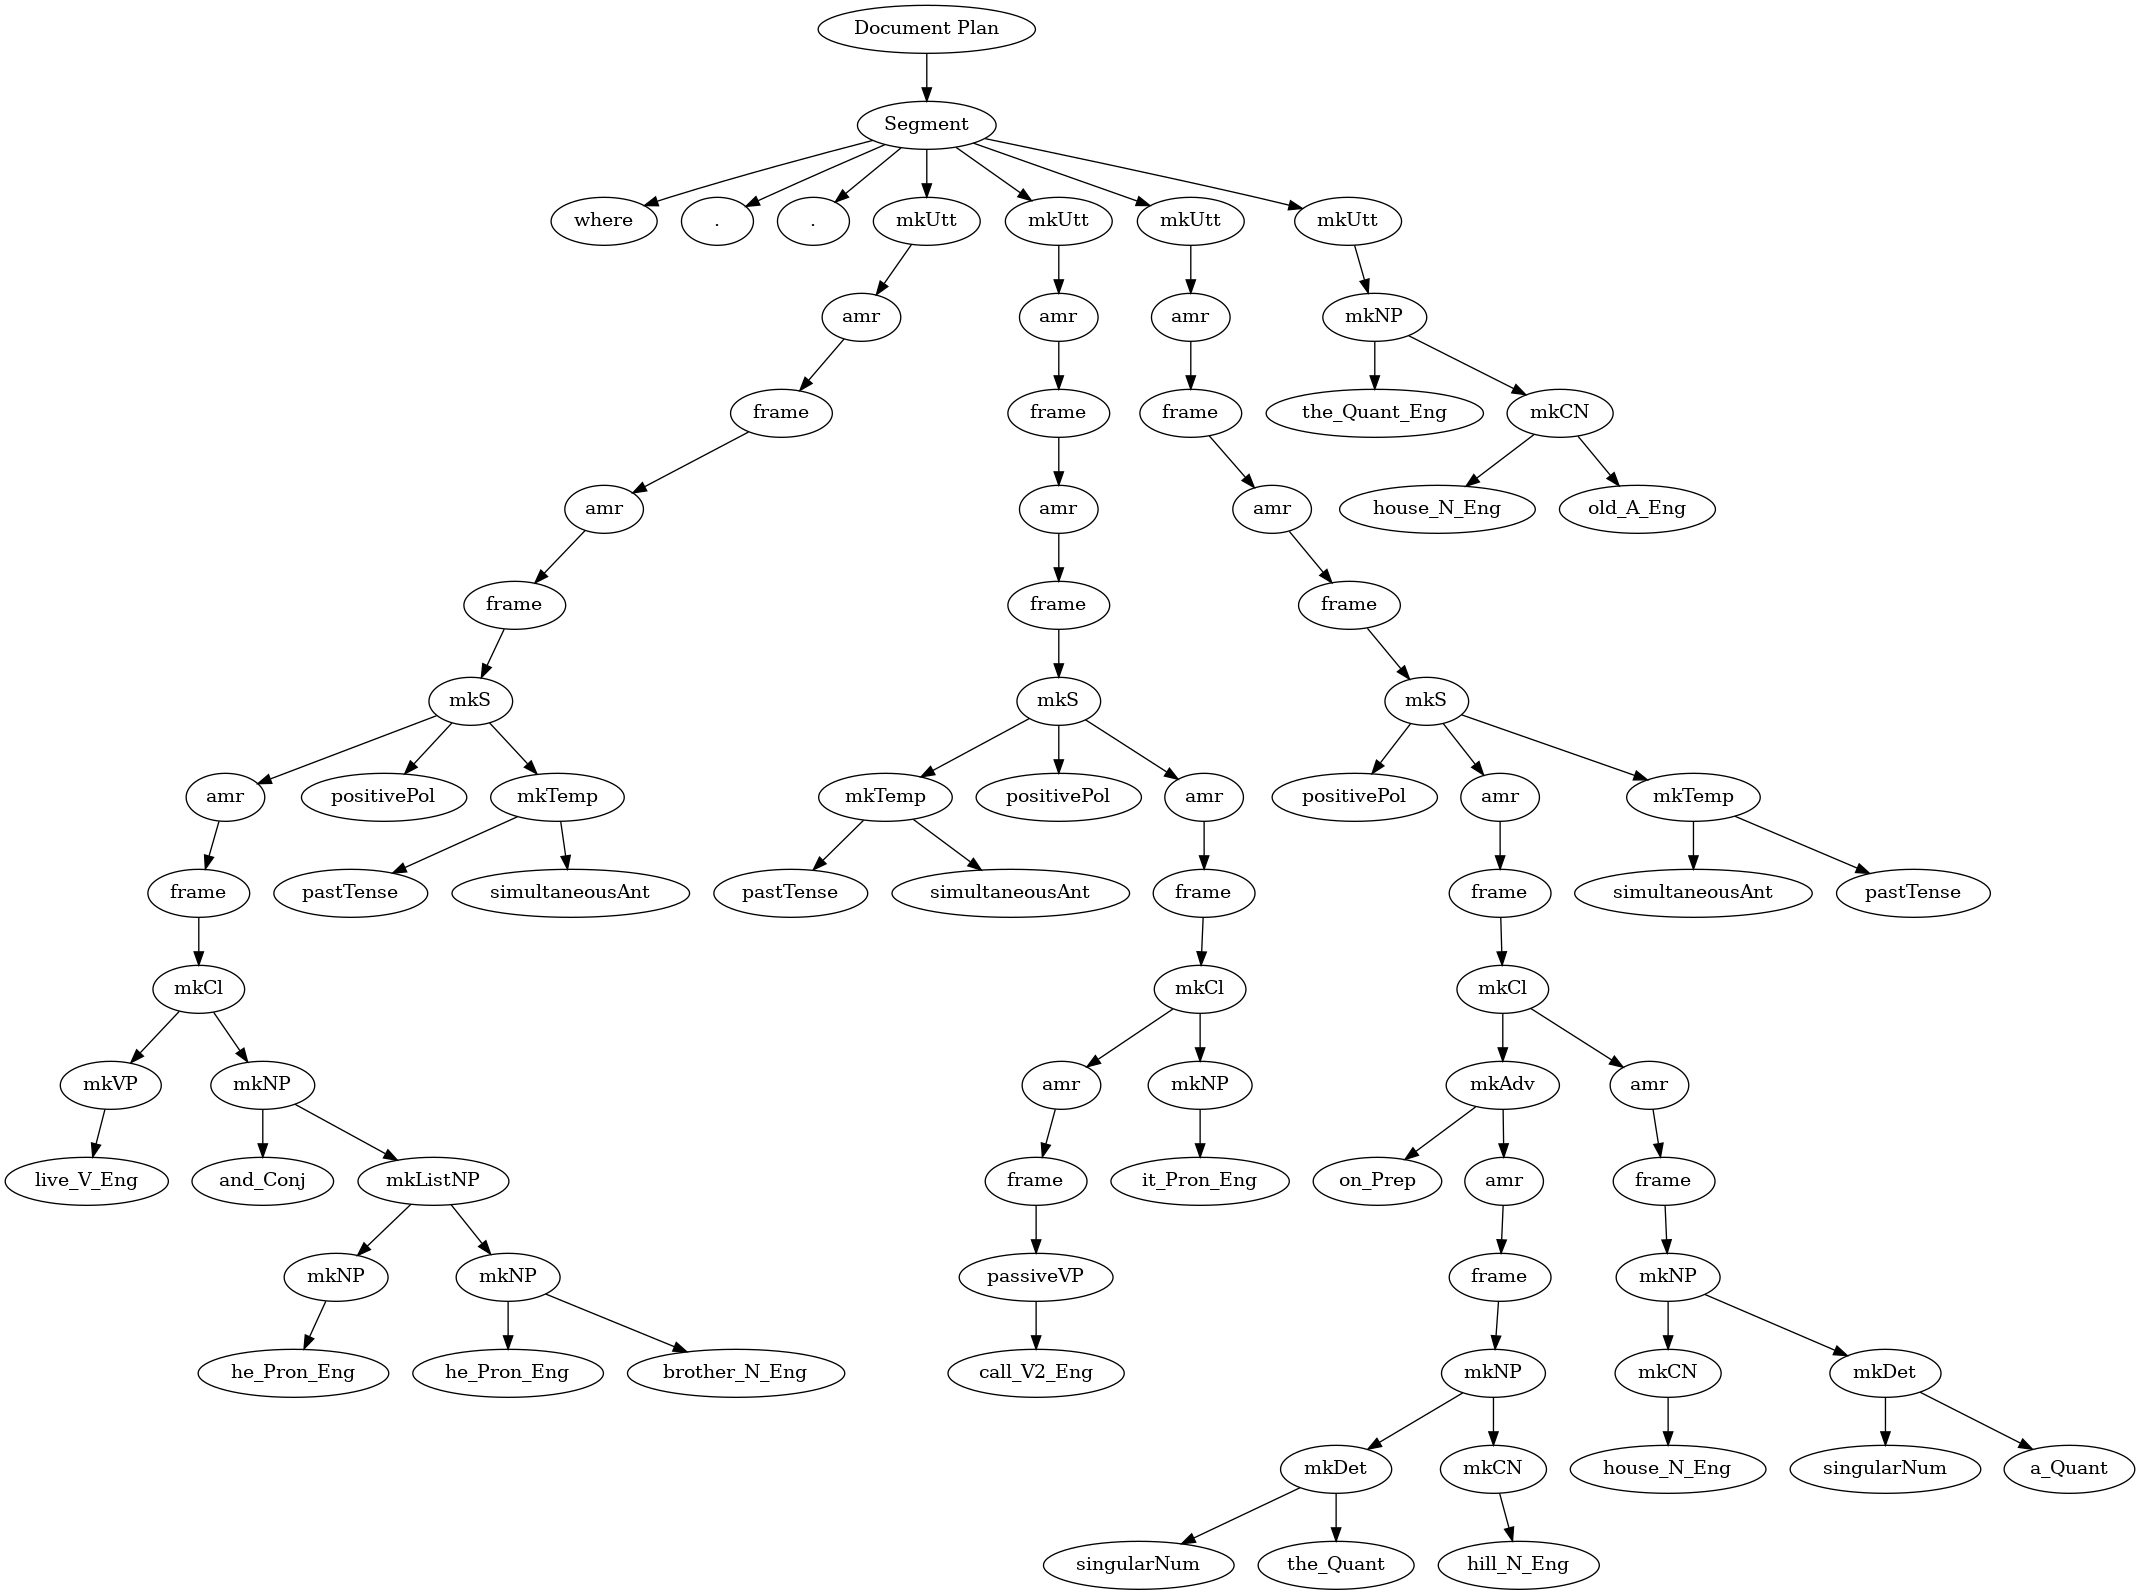 Document Plan
Segment
where . . mkUtt mkUtt mkUtt mkUtt
amr amr amr mkNP
frame frame frame the_Quant_Eng mkCN
amr amr amr house_N_Eng old_A_Eng
frame frame frame
mkS mkS mkS
amr positivePol mkTemp mkTemp positivePol amr positivePol amr mkTemp
frame pastTense simultaneousAnt pastTense simultaneousAnt frame frame simultaneousAnt pastTense
mkCl mkCl mkCl
mkVP mkNP amr mkNP mkAdv amr
live_V_Eng and_Conj mkListNP frame it_Pron_Eng on_Prep amr frame
mkNP mkNP passiveVP frame mkNP
he_Pron_Eng he_Pron_Eng brother_N_Eng call_V2_Eng mkNP mkCN mkDet
mkDet mkCN house_N_Eng singularNum a_Quant
singularNum the_Quant hill_N_Eng